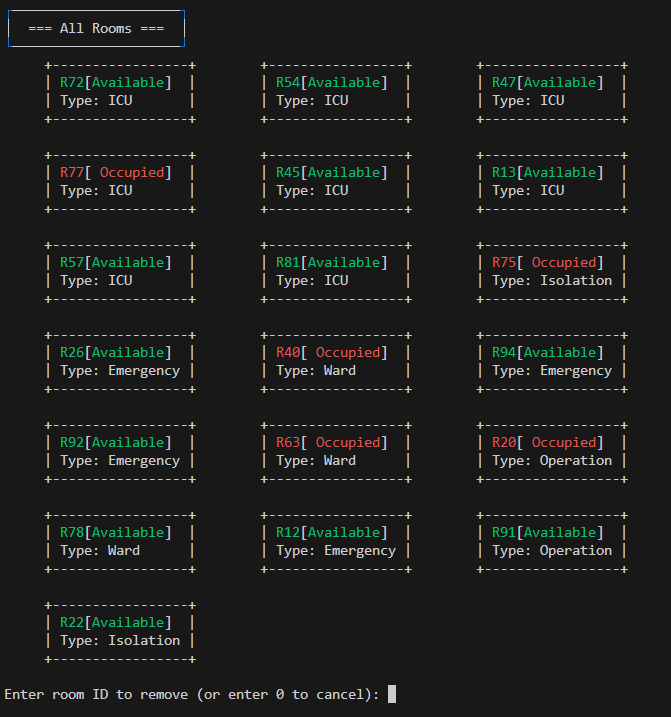 === All Rooms ===
+-----------------+ +-----------------+ +-----------------+
| R72[Available] | | R54[Available] | | R47[Available] |
| Type: ICU | | Type: ICU | | Type: ICU |
+-----------------+ +-----------------+ +-----------------+
+-----------------+ +-----------------+ +-----------------+
| R77[ Occupied] | | R45[Available] | | R13[Available] |
| Type: ICU | | Type: ICU | | Type: ICU |
+-----------------+ +-----------------+ +-----------------+
+-----------------+ +-----------------+ +-----------------+
| R57[Available] | | R81[Available] | | R75[ Occupied] |
| Type: ICU | | Type: ICU | | Type: Isolation |
+-----------------+ +-----------------+ +-----------------+
+-----------------+ +-----------------+ +-----------------+
| R26[Available] | | R40[ Occupied] | | R94[Available] |
| Type: Emergency | | Type: Ward | | Type: Emergency |
+-----------------+ +-----------------+ +-----------------+
+-----------------+ +-----------------+ +-----------------+
| R92[Available] | | R63[ Occupied] | | R20[ Occupied] |
| Type: Emergency | | Type: Ward | | Type: Operation |
+-----------------+ +-----------------+ +-----------------+
+-----------------+ +-----------------+ +-----------------+
| R78[Available] | | R12[Available] | | R91[Available] |
| Type: Ward | | Type: Emergency | | Type: Operation |
+-----------------+ +-----------------+ +-----------------+
+-----------------+
| R22[Available] |
| Type: Isolation |
+-----------------+
Enter room ID to remove (or enter 0 to cancel):